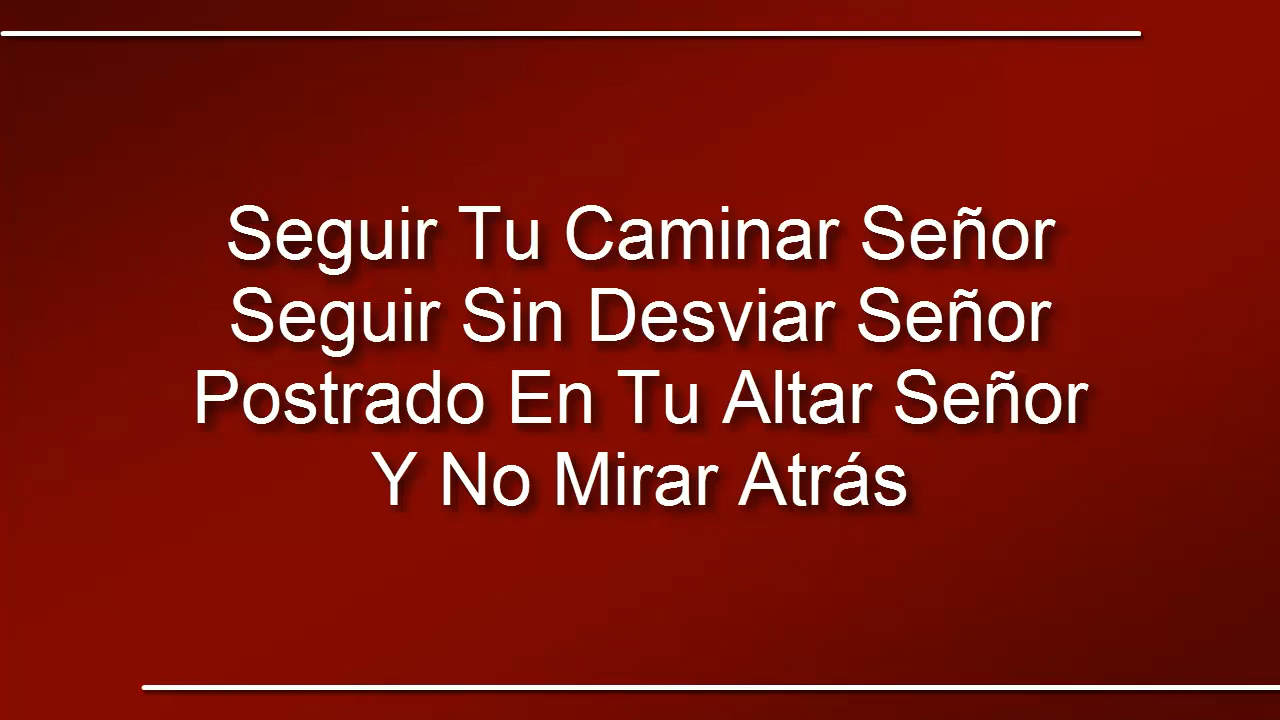 Seguir Tu Caminar Señor
Seguir Sin Desviar Señor
Postrado En Tu Altar Señor
Y No Mirar Atrás